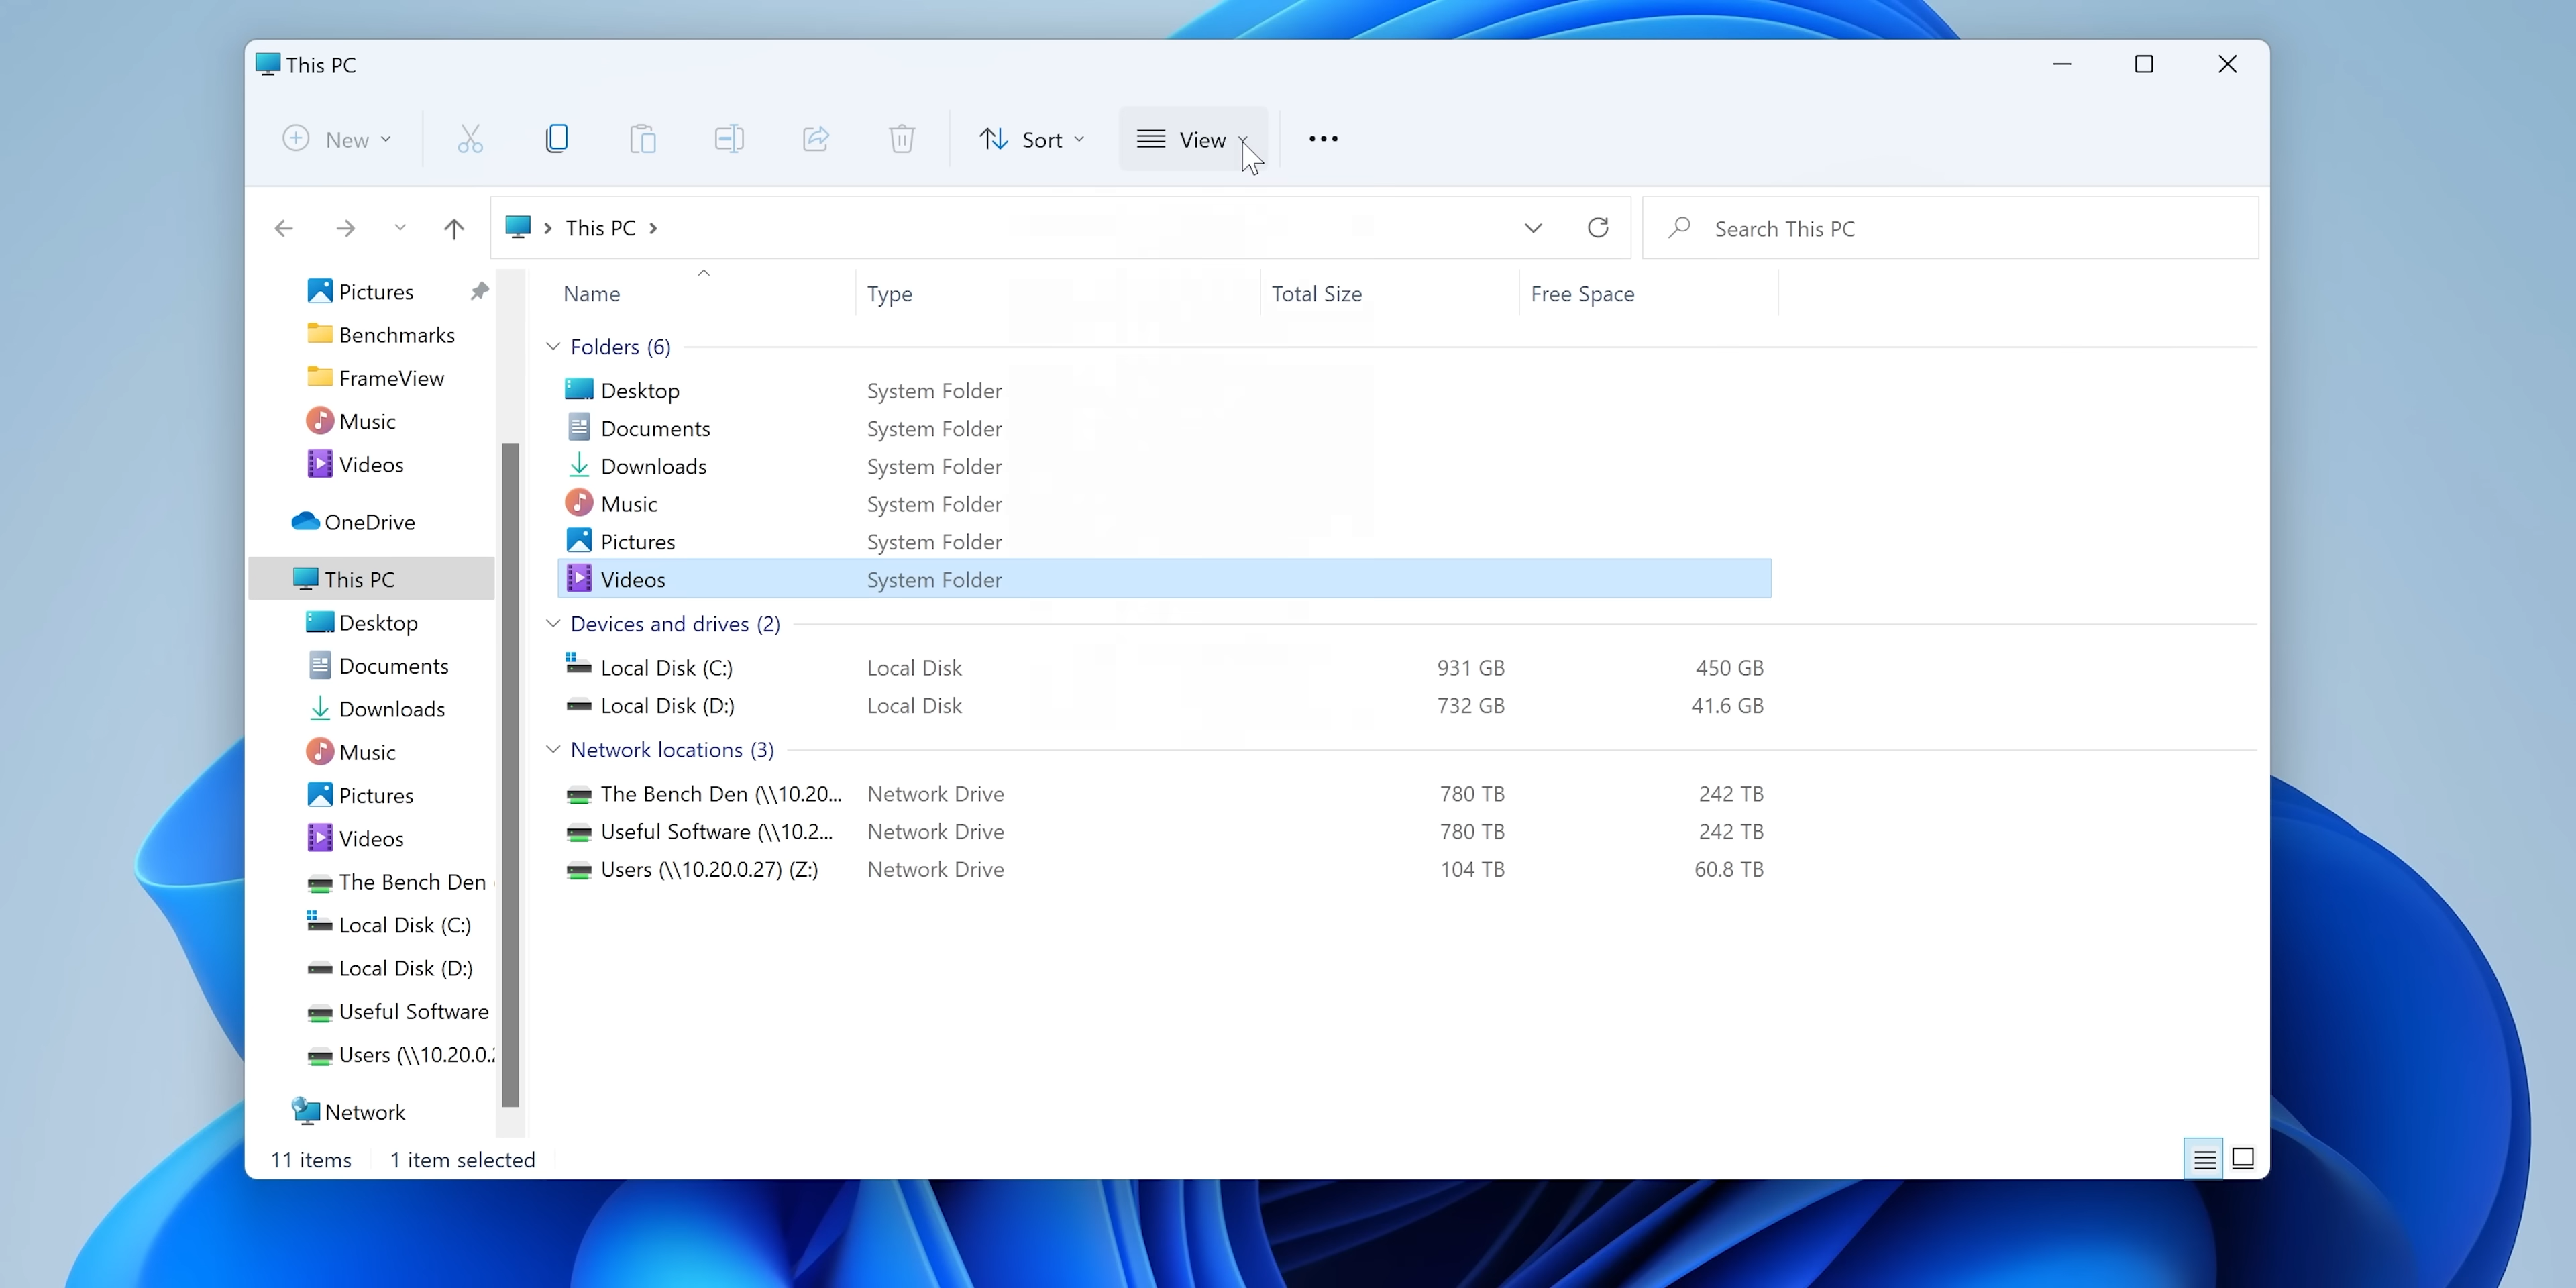 This PC
New
Sort
View
This PC
Search This PC
Name Type Total Size Free Space
Pictures
Benchmarks
FrameView
Music
Videos
OneDrive
This PC
Desktop
Documents
Downloads
Music
Pictures
Videos
The Bench Den
Local Disk (C:)
Local Disk (D:)
Useful Software
Users (\\10.20.0.2
Network
Folders (6)
Desktop System Folder
Documents System Folder
Downloads System Folder
Music System Folder
Pictures System Folder
Videos System Folder
Devices and drives (2)
Local Disk (C:) Local Disk 931 GB 450 GB
Local Disk (D:) Local Disk 732 GB 41.6 GB
Network locations (3)
The Bench Den (\\10.20... Network Drive 780 TB 242 TB
Useful Software (\\10.2... Network Drive 780 TB 242 TB
Users (\\10.20.0.27) (Z:) Network Drive 104 TB 60.8 TB
11 items 1 item selected